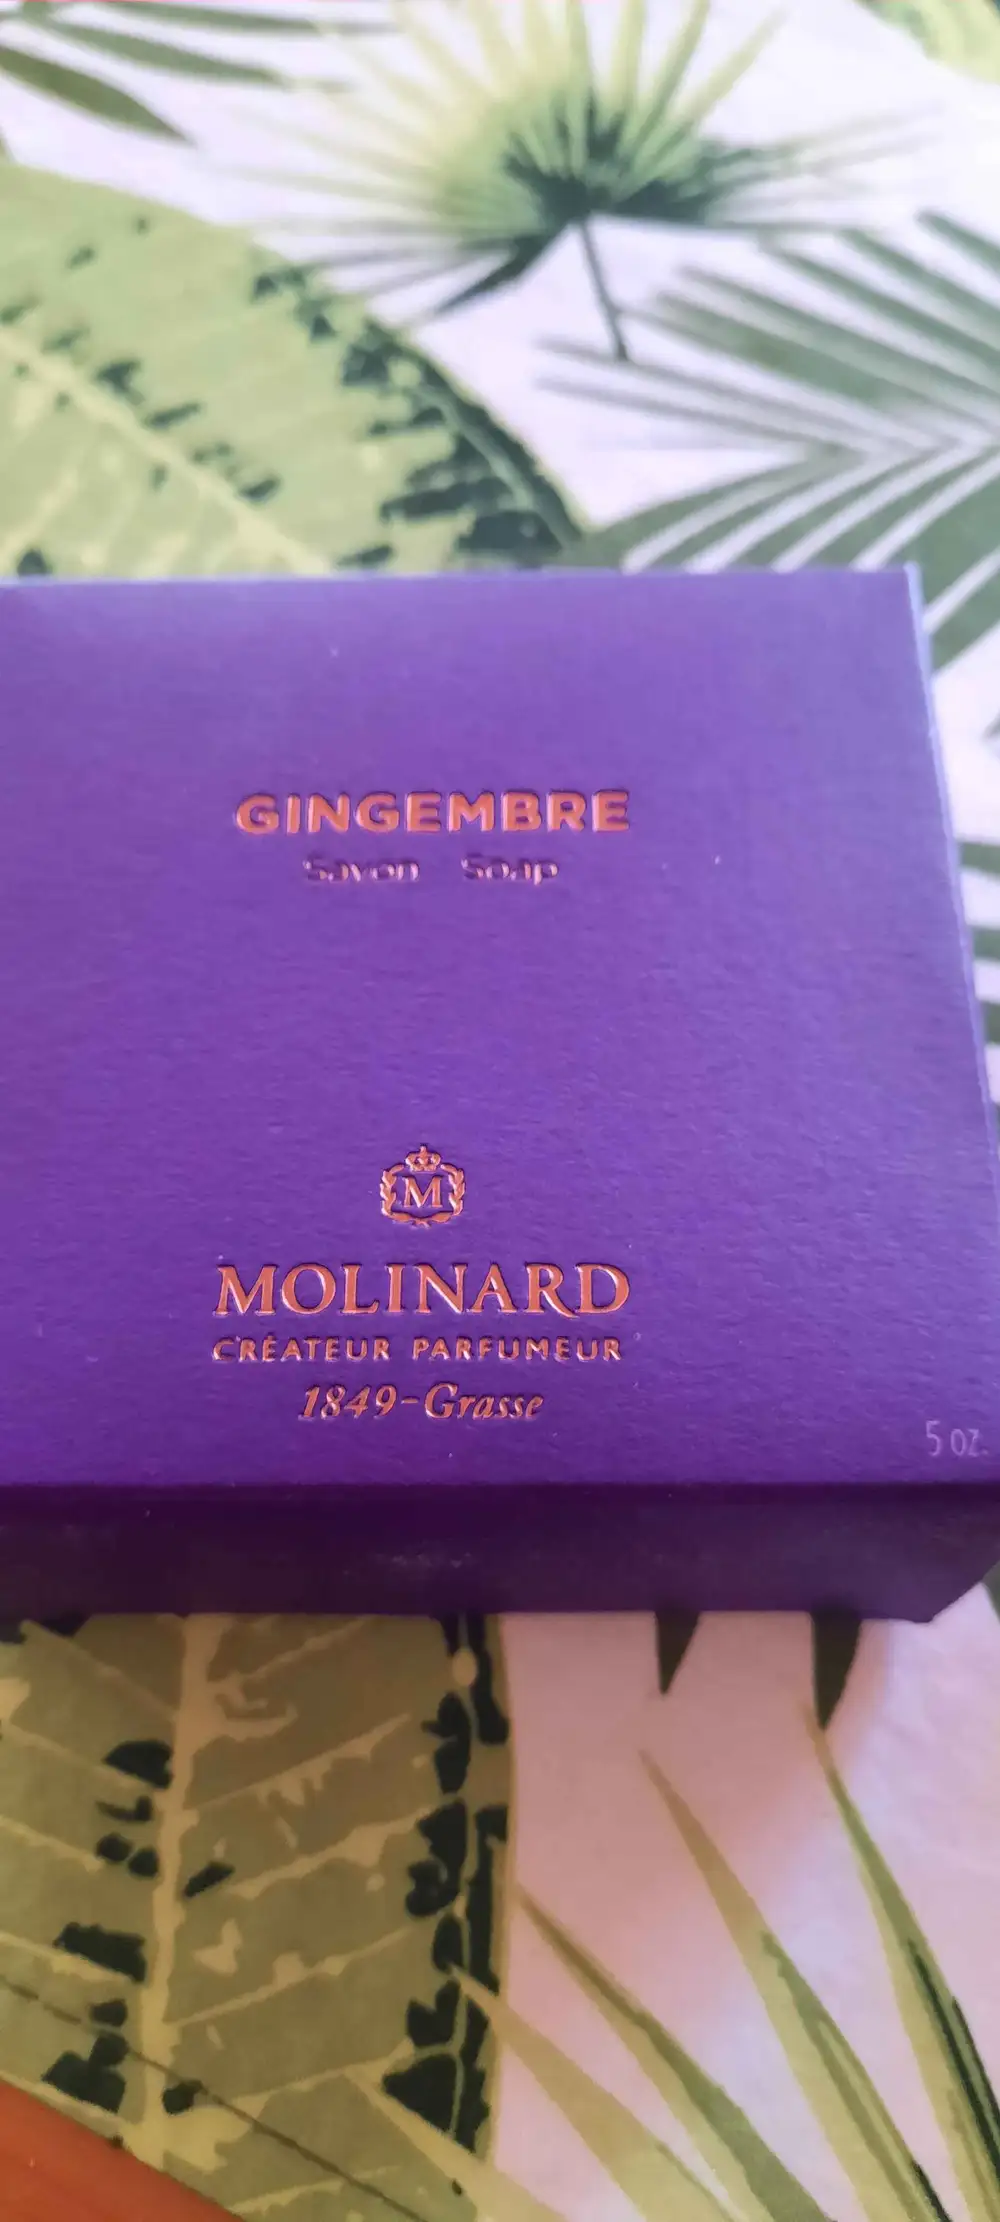 GINGEMBRE
Savon Soap
M
MOLINARD
CRÉATEUR PARFUMEUR
1849-Grasse
5 oz.